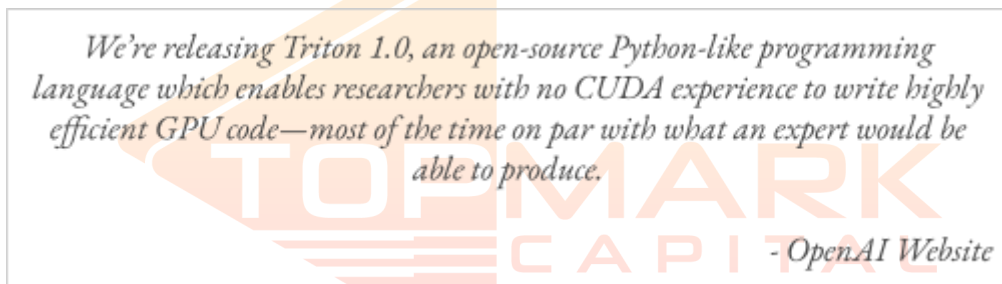 We're releasing Triton 1.0, an open-source Python-like programming
language which enables researchers with no CUDA experience to write highly
efficient GPU code—most of the time on par with what an expert would be
able to produce.
TOPMARK
CAPITAL
- OpenAI Website